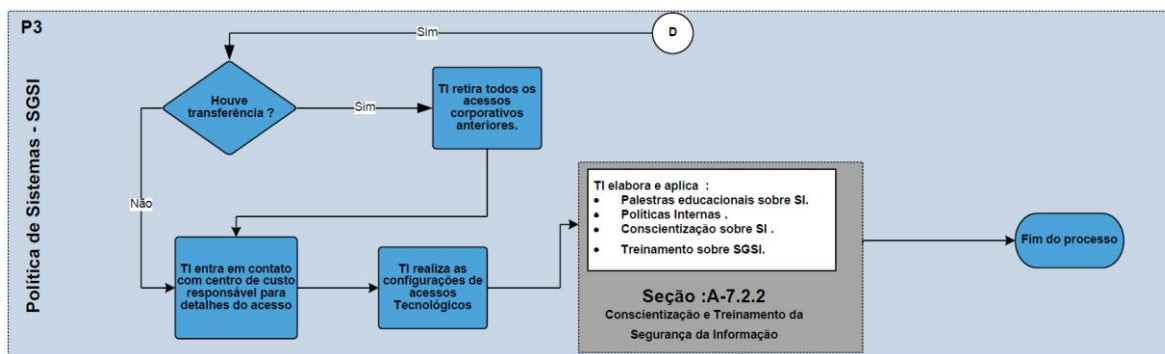 P3
Política de Sistemas - SGSI
D
Sim
Houve
transferência ?
Sim
TI retira todos os
acessos
corporativos
anteriores.
Não
TI entra em contato
com centro de custo
responsável para
detalhes do acesso
TI realiza as
configurações de
acessos
Tecnológicos
TI elabora e aplica :
• Palestras educacionais sobre SI.
• Políticas Internas .
• Conscientização sobre SI .
• Treinamento sobre SGSI.
Seção :A-7.2.2
Conscientização e Treinamento da
Segurança da Informação
Fim do processo